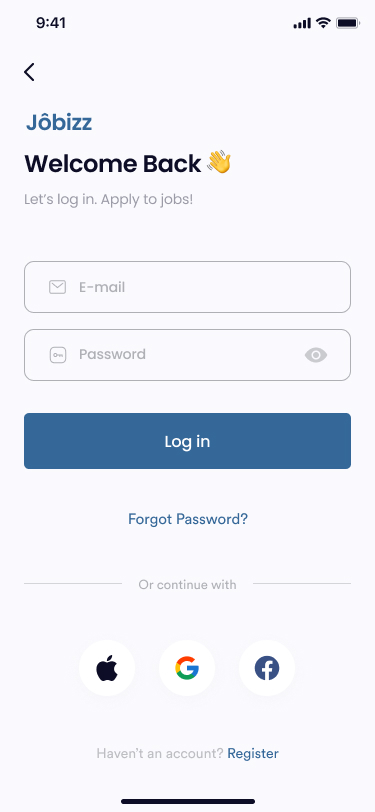 9:41
Jôbizz
Welcome Back 👋
Let’s log in. Apply to jobs!
E-mail
Password
Log in
Forgot Password?
Or continue with
Haven’t an account? Register